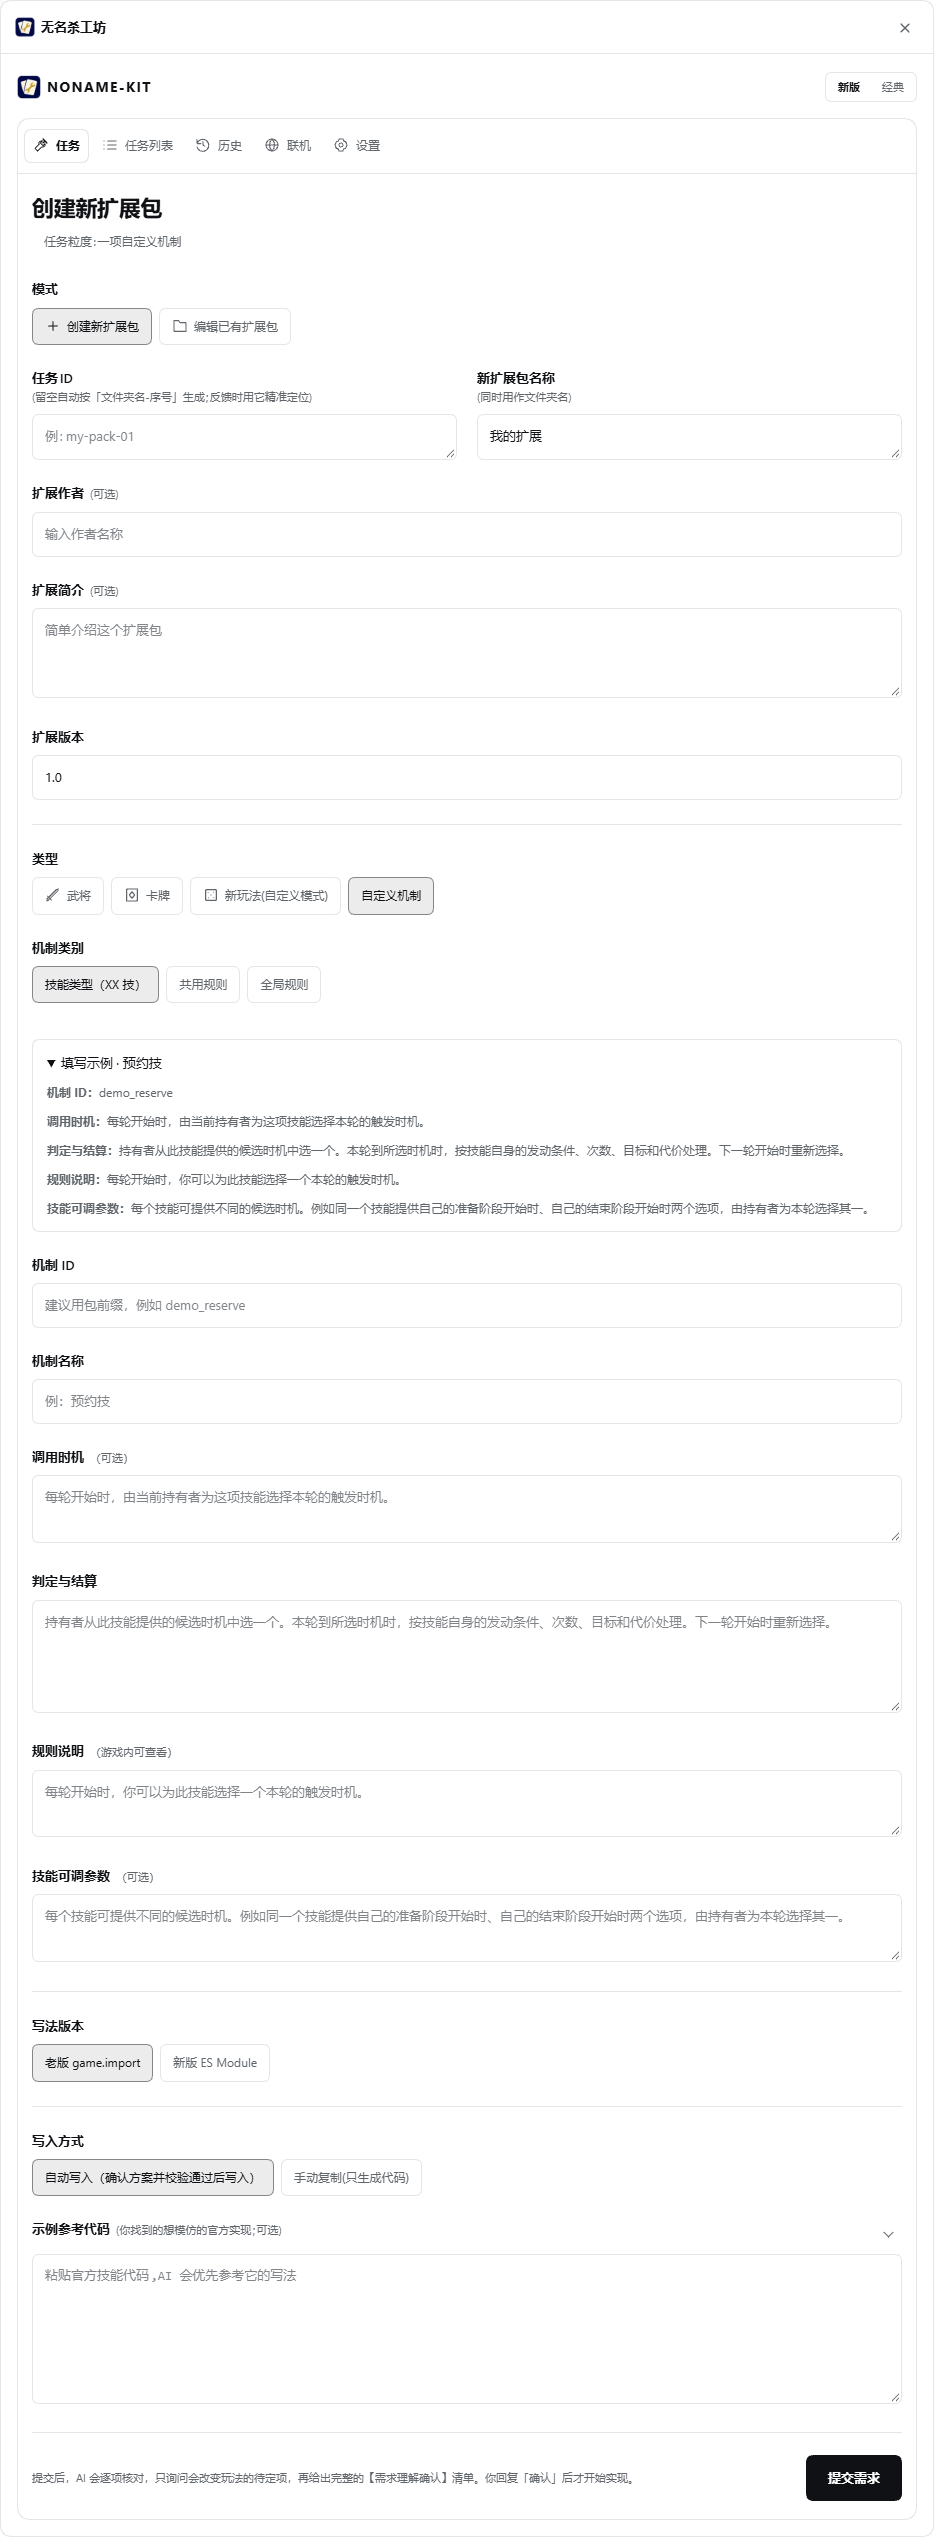 无名杀工坊
NONAME-KIT
新版 经典
任务 任务列表 历史 联机 设置
创建新扩展包
任务粒度:一项自定义机制
模式
创建新扩展包 编辑已有扩展包
任务 ID
(留空自动按「文件夹名-序号」生成;反馈时用它精准定位)
例: my-pack-01
新扩展包名称
(同时用作文件夹名)
我的扩展
扩展作者 (可选)
输入作者名称
扩展简介 (可选)
简单介绍这个扩展包
扩展版本
1.0
类型
武将 卡牌 新玩法(自定义模式) 自定义机制
机制类别
技能类型（XX 技） 共用规则 全局规则
▼ 填写示例 · 预约技
机制 ID：demo_reserve
调用时机：每轮开始时，由当前持有者为这项技能选择本轮的触发时机。
判定与结算：持有者从此技能提供的候选时机中选一个。本轮到所选时机时，按技能自身的发动条件、次数、目标和代价处理。下一轮开始时重新选择。
规则说明：每轮开始时，你可以为此技能选择一个本轮的触发时机。
技能可调参数：每个技能可提供不同的候选时机。例如同一个技能提供自己的准备阶段开始时、自己的结束阶段开始时两个选项，由持有者为本轮选择其一。
机制 ID
建议用包前缀，例如 demo_reserve
机制名称
例：预约技
调用时机 (可选)
每轮开始时，由当前持有者为这项技能选择本轮的触发时机。
判定与结算
持有者从此技能提供的候选时机中选一个。本轮到所选时机时，按技能自身的发动条件、次数、目标和代价处理。下一轮开始时重新选择。
规则说明 (游戏内可查看)
每轮开始时，你可以为此技能选择一个本轮的触发时机。
技能可调参数 (可选)
每个技能可提供不同的候选时机。例如同一个技能提供自己的准备阶段开始时、自己的结束阶段开始时两个选项，由持有者为本轮选择其一。
写法版本
老版 game.import 新版 ES Module
写入方式
自动写入（确认方案并校验通过后写入） 手动复制(只生成代码)
示例参考代码 (你找到的想模仿的官方实现;可选)
粘贴官方技能代码,AI 会优先参考它的写法
提交后，AI 会逐项核对，只询问会改变玩法的待定项，再给出完整的【需求理解确认】清单。你回复「确认」后才开始实现。
提交需求